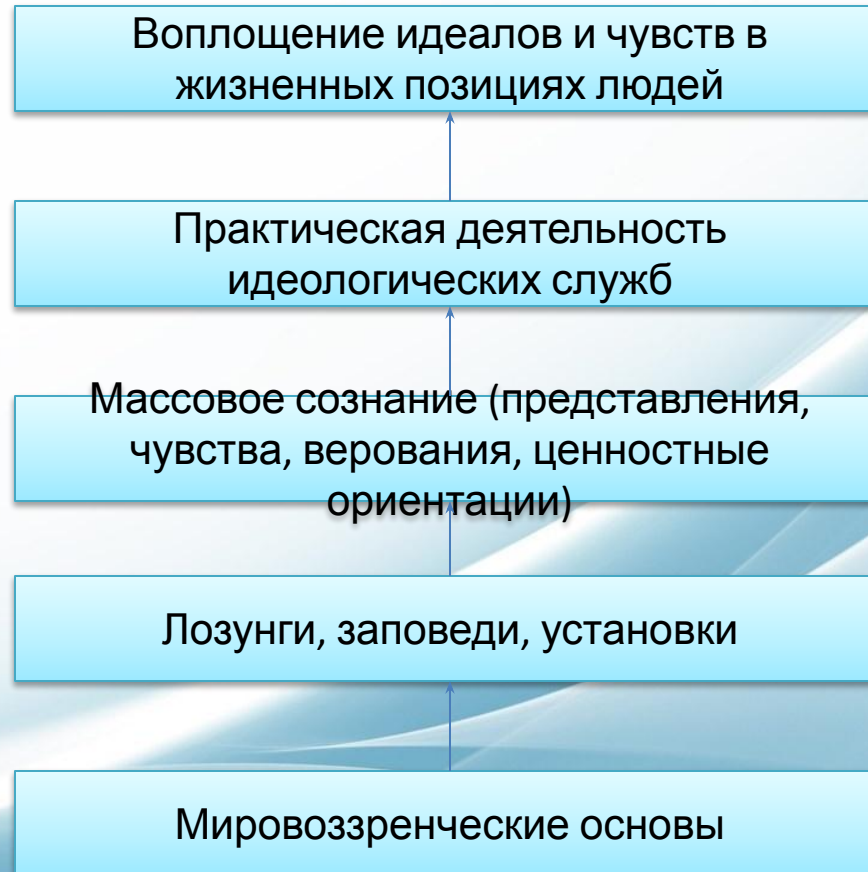 Воплощение идеалов и чувств в
жизненных позициях людей
Практическая деятельность
идеологических служб
Массовое сознание (представления,
чувства, верования, ценностные
ориентации)
Лозунги, заповеди, установки
Мировоззренческие основы